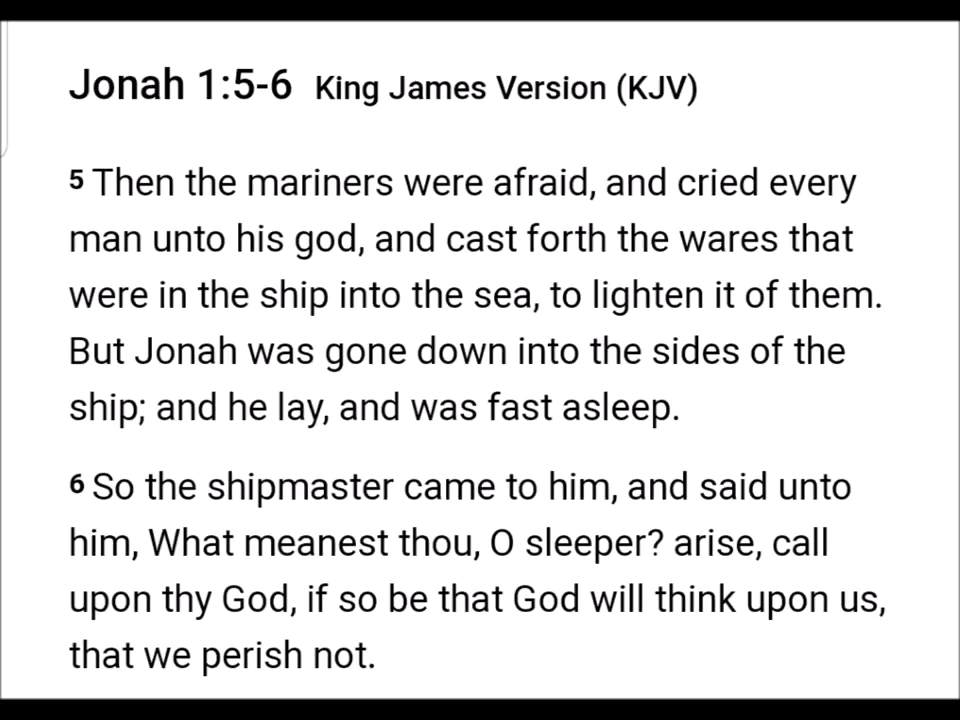 Jonah 1:5-6 King James Version (KJV)
5 Then the mariners were afraid, and cried every
man unto his god, and cast forth the wares that
were in the ship into the sea, to lighten it of them.
But Jonah was gone down into the sides of the
ship; and he lay, and was fast asleep.
6 So the shipmaster came to him, and said unto
him, What meanest thou, O sleeper? arise, call
upon thy God, if so be that God will think upon us,
that we perish not.